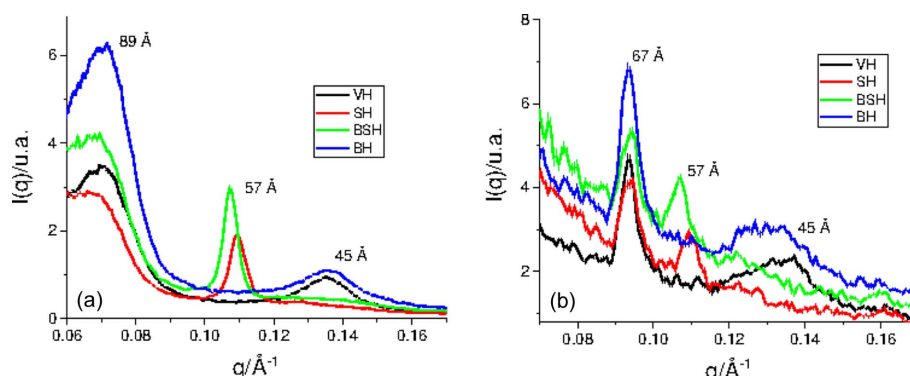 89 Å
VH
SH
BSH
BH
57 Å
45 Å
(a)
I(q)/u.a.
6
4
2
0
0.06 0.08 0.10 0.12 0.14 0.16
q/Å⁻¹
67 Å
VH
SH
BSH
BH
57 Å
45 Å
(b)
I(q)/u.a.
8
6
4
2
0.08 0.10 0.12 0.14 0.16
q/Å⁻¹